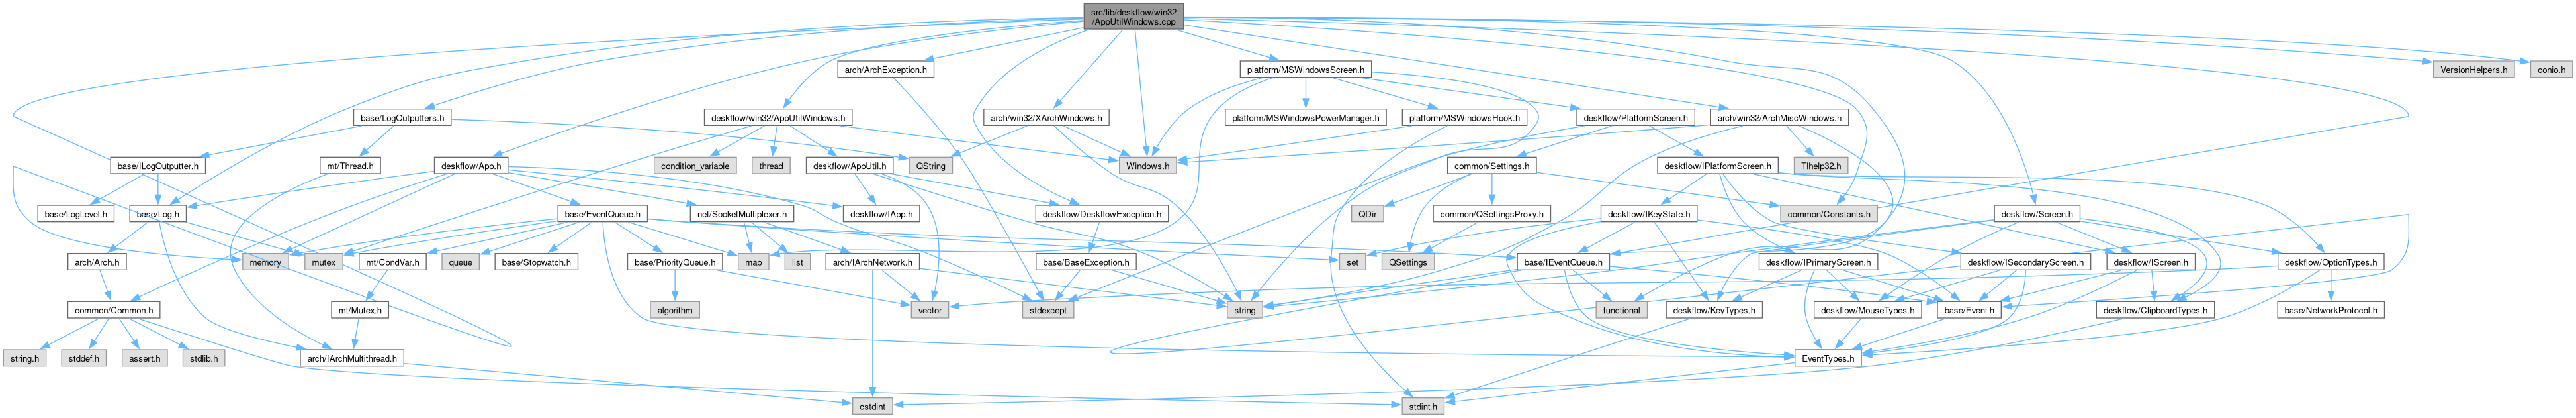 src/lib/deskflow/win32
/AppUtilWindows.cpp
arch/ArchException.h
platform/MSWindowsScreen.h
VersionHelpers.h
conio.h
base/LogOutputters.h
deskflow/win32/AppUtilWindows.h
arch/win32/XArchWindows.h
platform/MSWindowsPowerManager.h
platform/MSWindowsHook.h
deskflow/PlatformScreen.h
arch/win32/ArchMiscWindows.h
base/ILogOutputter.h
mt/Thread.h
deskflow/App.h
condition_variable
thread
deskflow/AppUtil.h
QString
Windows.h
common/Settings.h
deskflow/IPlatformScreen.h
Tlhelp32.h
base/LogLevel.h
base/Log.h
base/EventQueue.h
net/SocketMultiplexer.h
deskflow/IApp.h
deskflow/DeskflowException.h
QDir
common/QSettingsProxy.h
deskflow/IKeyState.h
common/Constants.h
deskflow/Screen.h
arch/Arch.h
memory
mutex
mt/CondVar.h
queue
base/Stopwatch.h
base/PriorityQueue.h
map
list
arch/IArchNetwork.h
base/BaseException.h
set
QSettings
base/IEventQueue.h
deskflow/IPrimaryScreen.h
deskflow/ISecondaryScreen.h
deskflow/IScreen.h
deskflow/OptionTypes.h
common/Common.h
mt/Mutex.h
algorithm
vector
stdexcept
string
functional
deskflow/KeyTypes.h
deskflow/MouseTypes.h
base/Event.h
deskflow/ClipboardTypes.h
base/NetworkProtocol.h
string.h
stddef.h
assert.h
stdlib.h
arch/IArchMultithread.h
EventTypes.h
cstdint
stdint.h